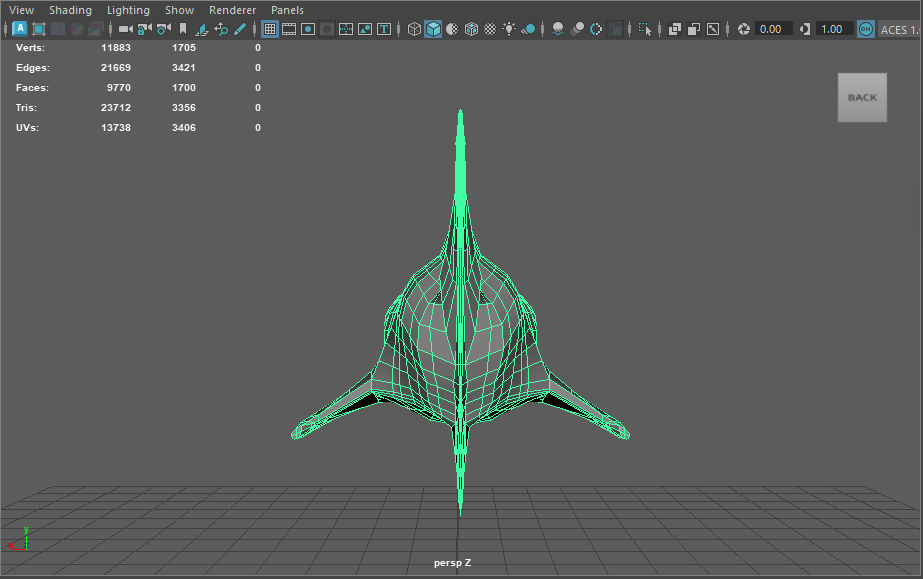 View Shading Lighting Show Renderer Panels
A T 0.00 1.00 ON ACES 1.
Verts: 11883 1705 0
Edges: 21669 3421 0
Faces: 9770 1700 0
Tris: 23712 3356 0
UVs: 13738 3406 0
BACK
y
persp Z